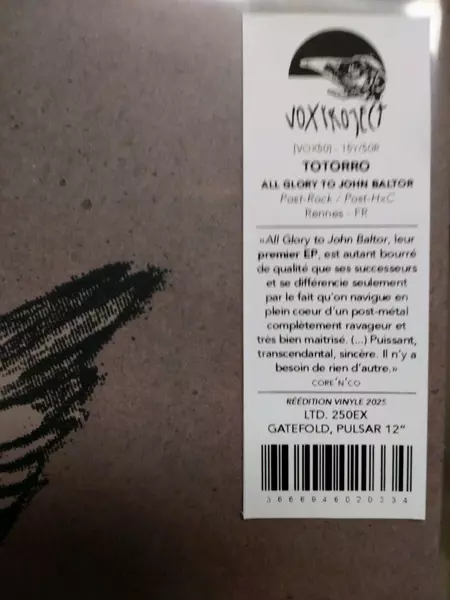 VOXPROJECT
[VOX50] - 15Y/50R
TOTORRO
ALL GLORY TO JOHN BALTOR
Post-Rock / Post-HxC
Rennes - FR
«All Glory to John Baltor, leur
premier EP, est autant bourré
de qualité que ses successeurs
et se différencie seulement
par le fait qu'on navigue en
plein coeur d'un post-métal
complètement ravageur et
très bien maitrisé. (...) Puissant,
transcendantal, sincère. Il n'y a
besoin de rien d'autre.»
CORE'N'CO
RÉÉDITION VINYLE 2025
LTD. 250EX
GATEFOLD, PULSAR 12"
3666946020334